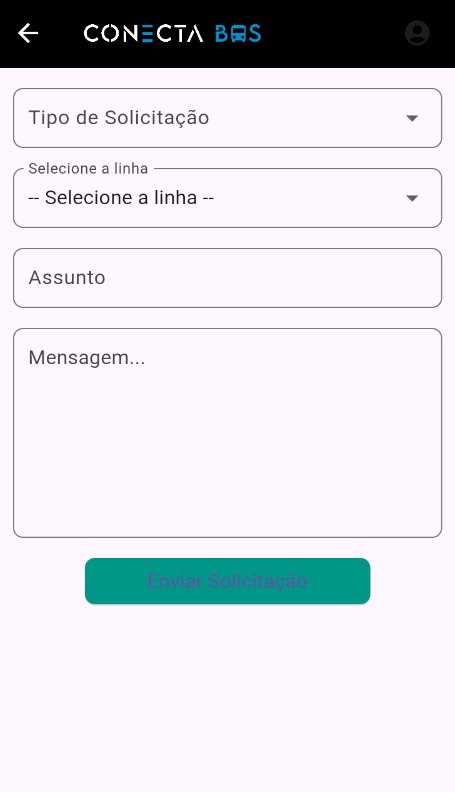 CONECTA BUS
Tipo de Solicitação
Selecione a linha
-- Selecione a linha --
Assunto
Mensagem...
Enviar Solicitação